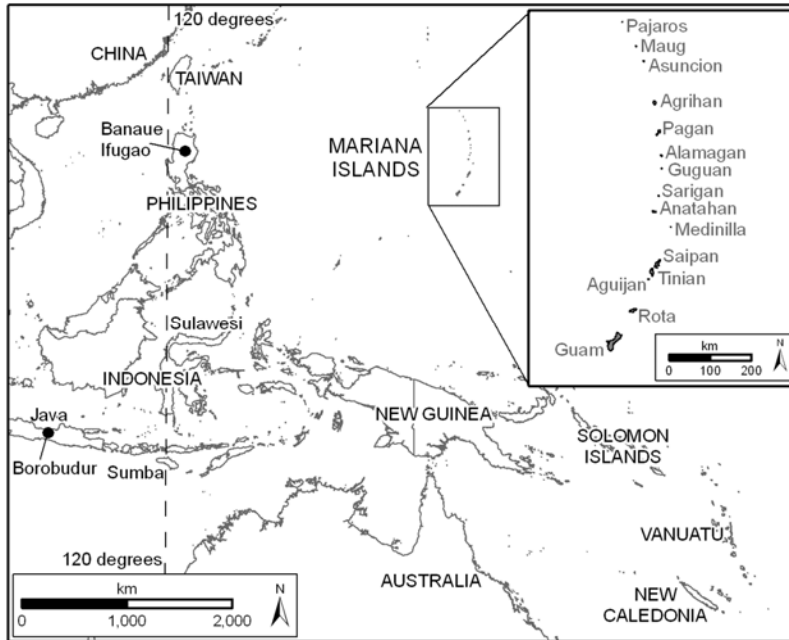 120 degrees
CHINA
TAIWAN
Banaue
Ifugao
PHILIPPINES
MARIANA
ISLANDS
Pajaros
Maug
Asuncion
Agrihan
Pagan
Alamagan
Guguan
Sarigan
Anatahan
Medinilla
Saipan
Tinian
Aguijan
Rota
Guam
km
0 100 200
N
Sulawesi
INDONESIA
NEW GUINEA
Java
Borobudur
Sumba
SOLOMON
ISLANDS
VANUATU
NEW
CALEDONIA
AUSTRALIA
120 degrees
km
0 1,000 2,000
N